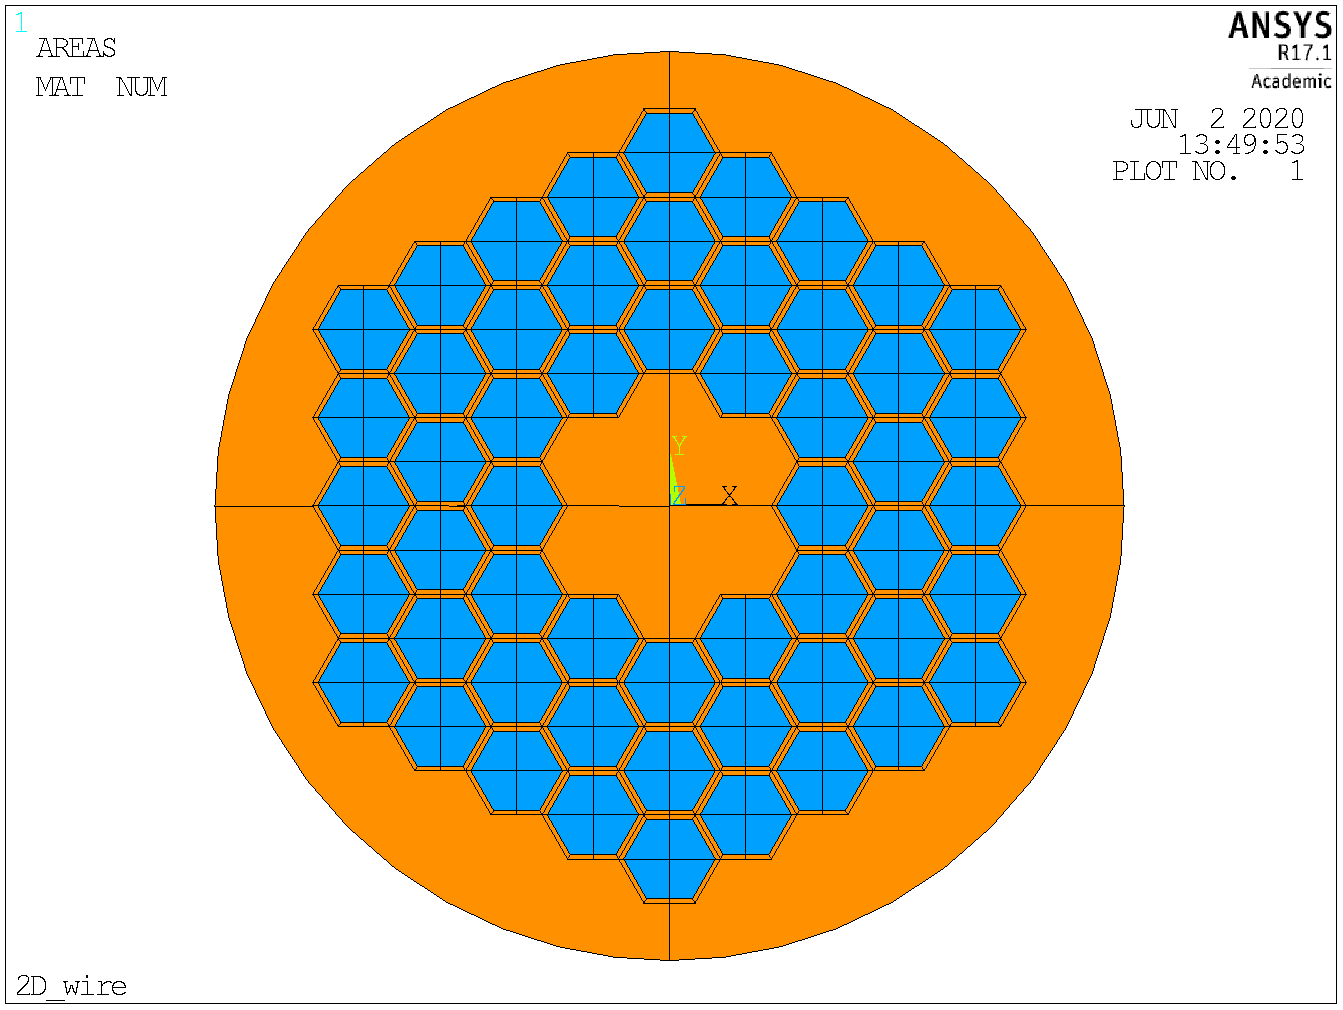 1
AREAS
MAT NUM
ANSYS
R17.1
Academic
JUN 2 2020
13:49:53
PLOT NO. 1
Y
Z X
2D_wire